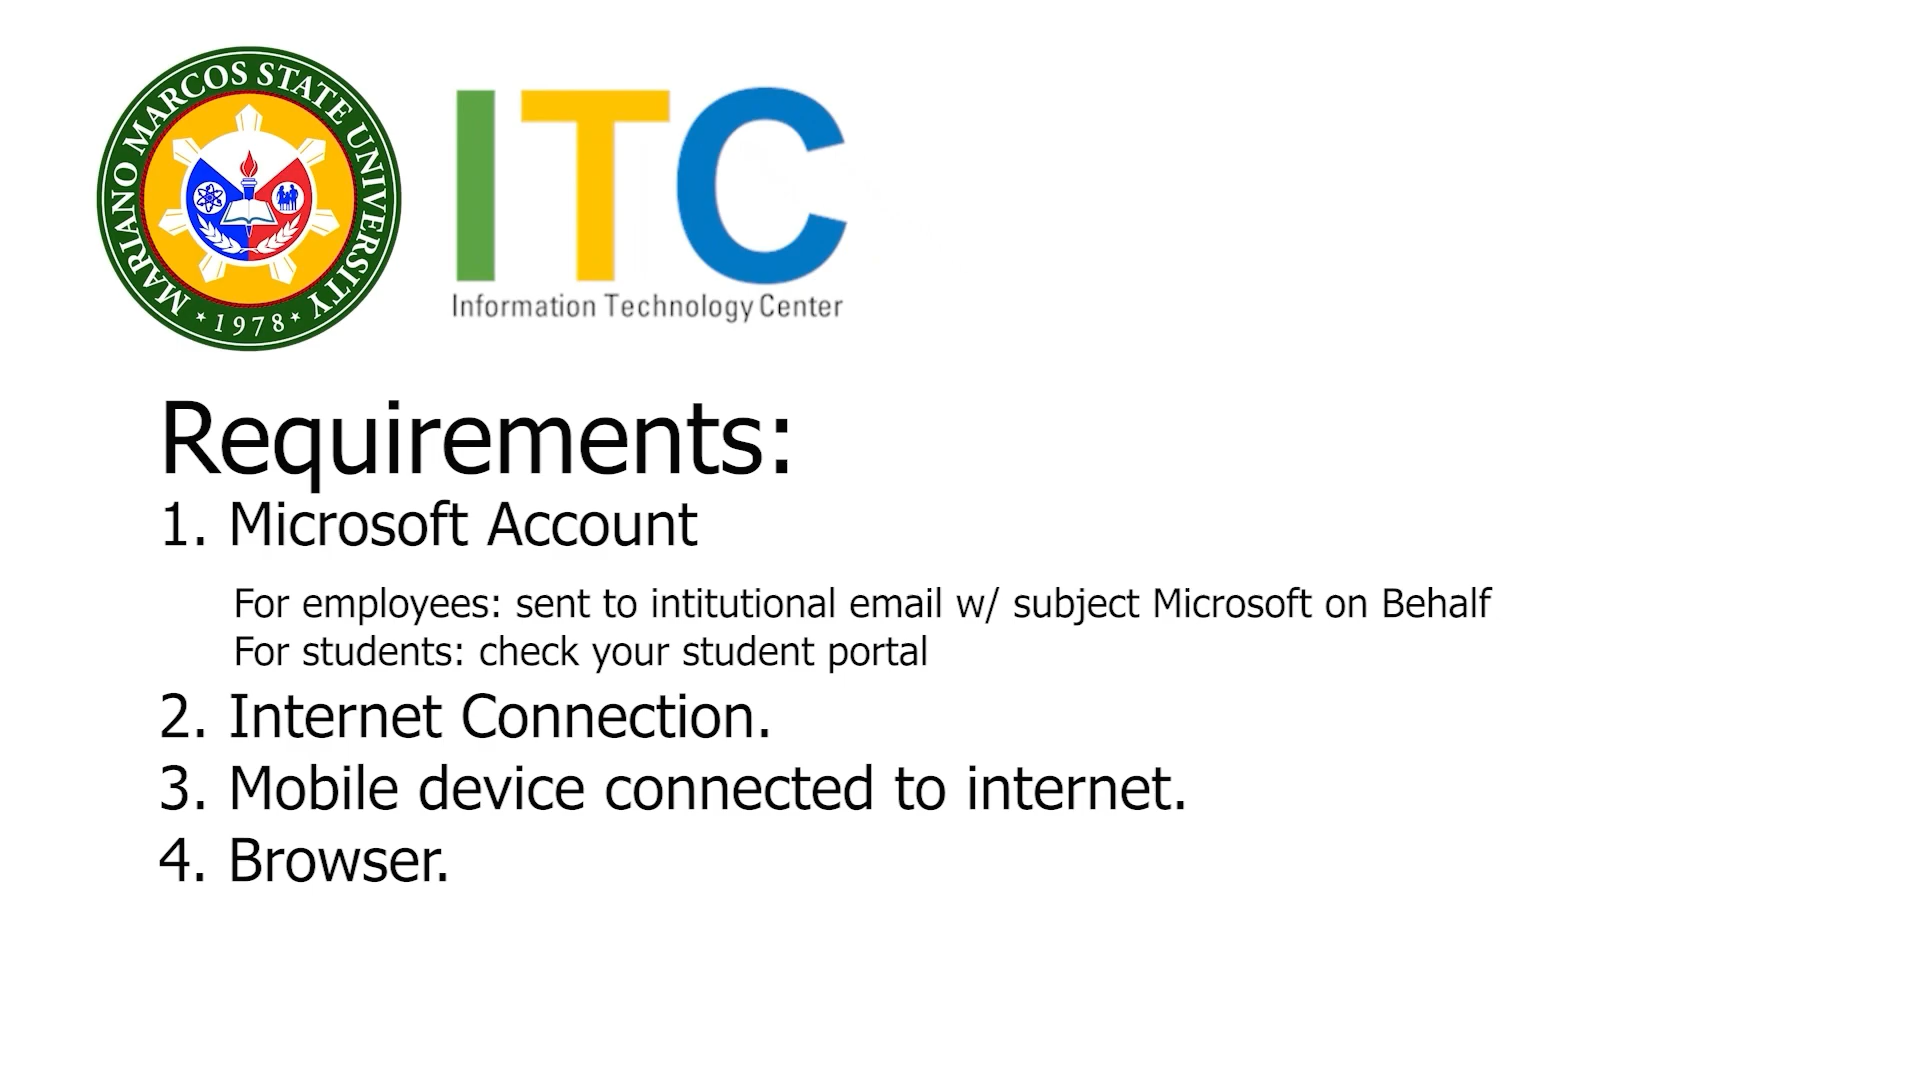 MARIANO MARCOS STATE UNIVERSITY
1978
ITC
Information Technology Center
Requirements:
1. Microsoft Account
For employees: sent to intitutional email w/ subject Microsoft on Behalf
For students: check your student portal
2. Internet Connection.
3. Mobile device connected to internet.
4. Browser.